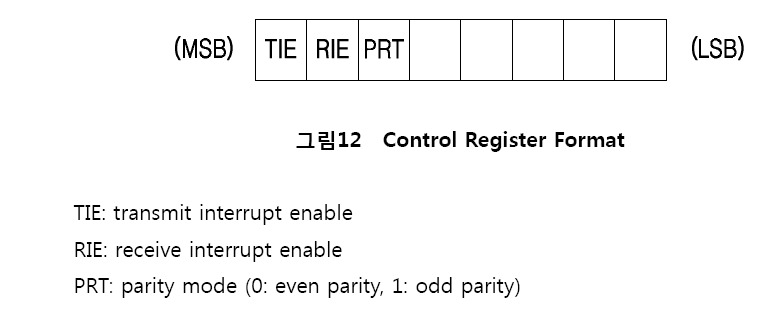 (MSB) TIE RIE PRT (LSB)
그림12 Control Register Format
TIE: transmit interrupt enable
RIE: receive interrupt enable
PRT: parity mode (0: even parity, 1: odd parity)